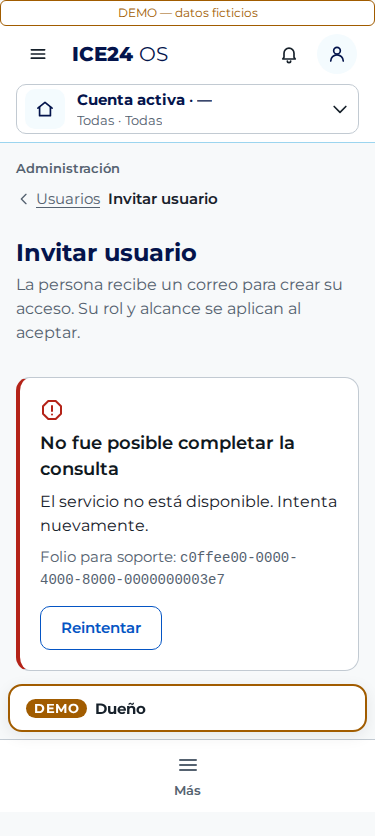 DEMO — datos ficticios
ICE24 OS
Cuenta activa · —
Todas · Todas
Administración
Usuarios Invitar usuario
Invitar usuario
La persona recibe un correo para crear su
acceso. Su rol y alcance se aplican al
aceptar.
No fue posible completar la
consulta
El servicio no está disponible. Intenta
nuevamente.
Folio para soporte: c0ffee00-0000-
4000-8000-0000000003e7
Reintentar
DEMO Dueño
Más